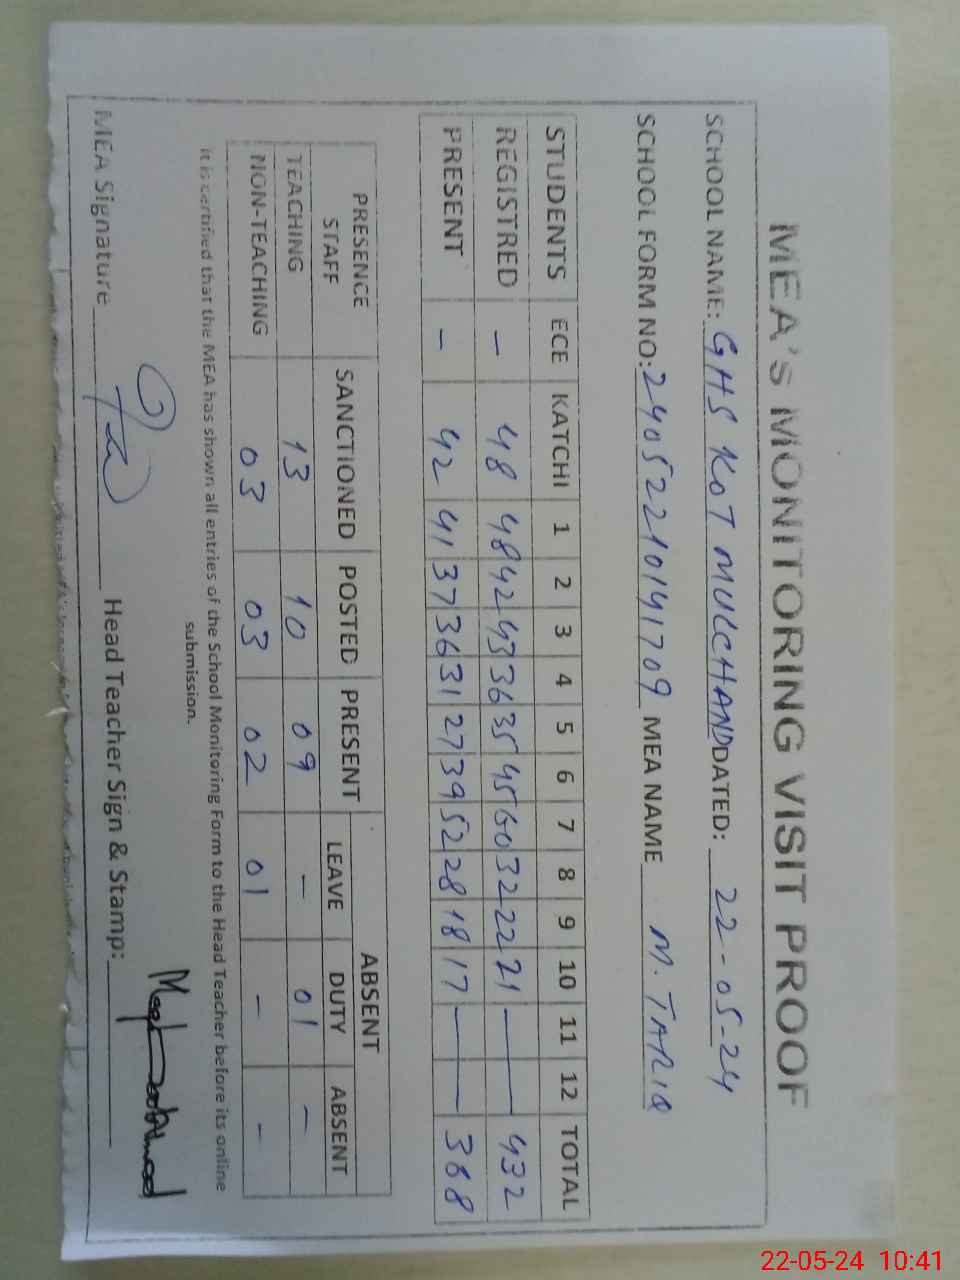 MEA's MONITORING VISIT PROOF
SCHOOL NAME: GHS KOT MULCHAND DATED: 22-05-24
SCHOOL FORM NO: 24052210141709 MEA NAME M. TARIQ
STUDENTS ECE KATCHI 1 2 3 4 5 6 7 8 9 10 11 12 TOTAL
REGISTRED - 48 48 42 43 36 35 45 60 32 22 21 — — 432
PRESENT - 42 41 37 36 31 27 39 52 28 18 17 — — 368
PRESENCE STAFF SANCTIONED POSTED PRESENT ABSENT
LEAVE DUTY ABSENT
TEACHING 13 10 09 - 01 -
NON-TEACHING 03 03 02 01 - -
It is certified that the MEA has shown all entries of the School Monitoring Form to the Head Teacher before its online
submission.
MEA Signature Head Teacher Sign & Stamp:
22-05-24 10:41